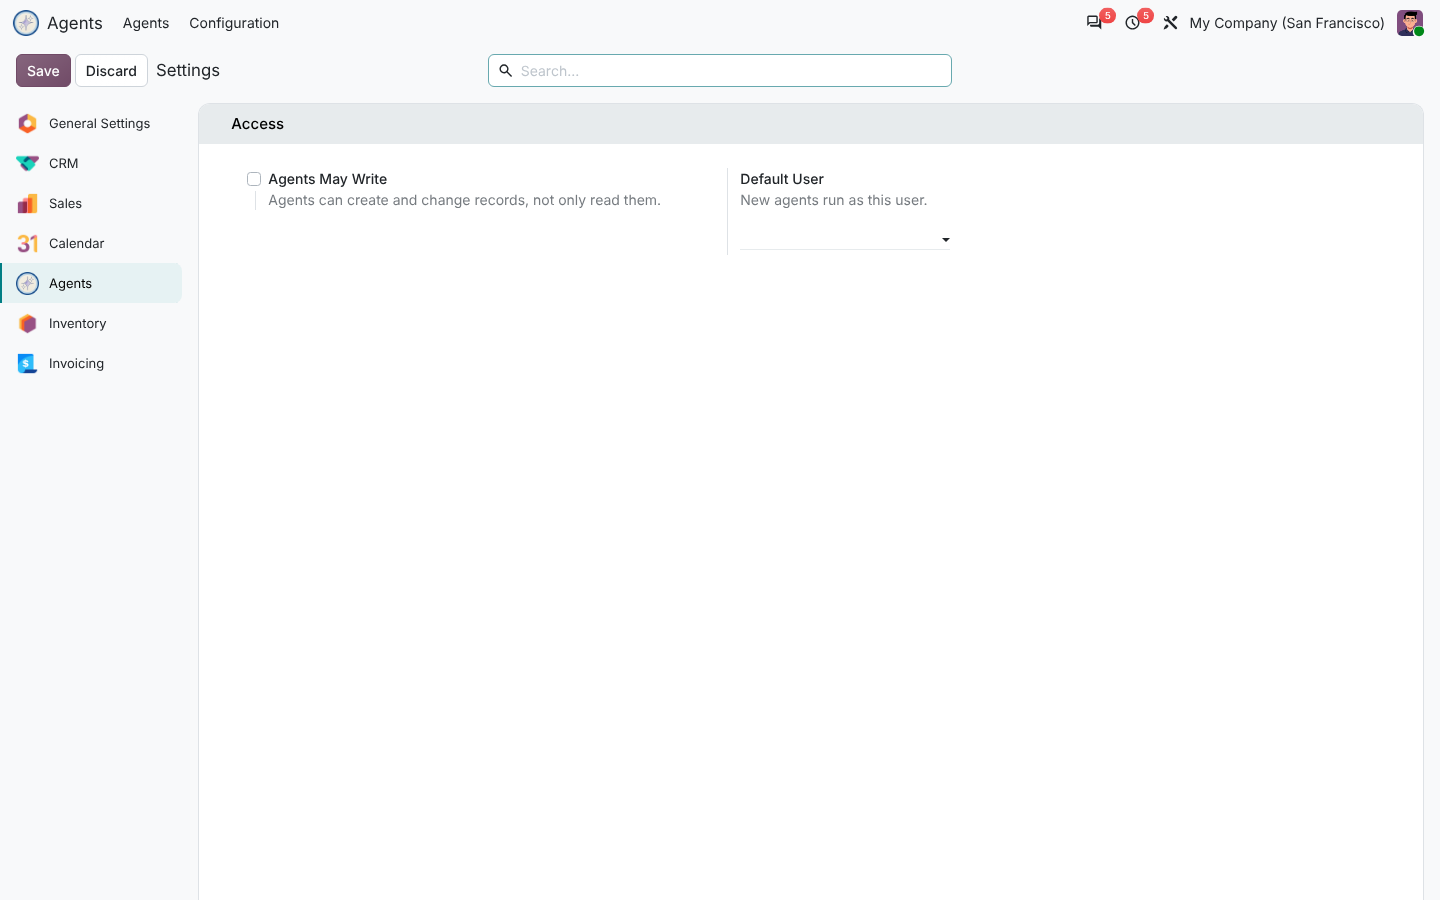 Agents
Agents
Configuration
5
5
My Company (San Francisco)
Save
Discard
Settings
Search...
General Settings
CRM
Sales
31 Calendar
Agents
Inventory
$ Invoicing
Access
Agents May Write
Agents can create and change records, not only read them.
Default User
New agents run as this user.